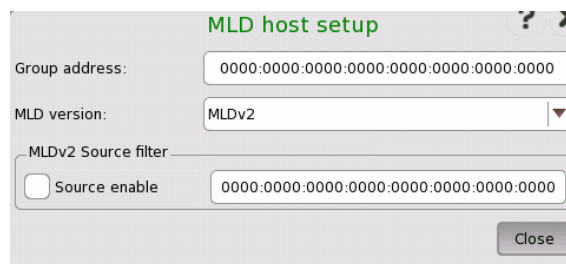 MLD host setup ?
Group address: 0000:0000:0000:0000:0000:0000:0000:0000
MLD version: MLDv2
MLDv2 Source filter
Source enable 0000:0000:0000:0000:0000:0000:0000:0000
Close